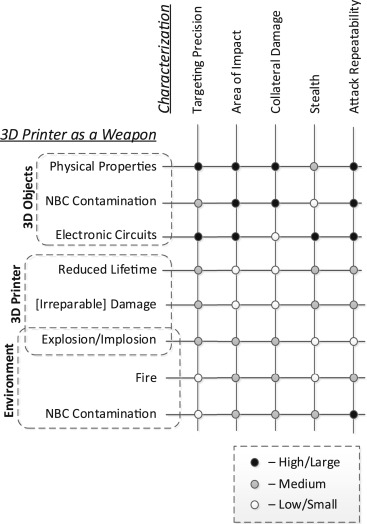 Characterization
Targeting Precision
Area of Impact
Collateral Damage
Stealth
Attack Repeatability
3D Printer as a Weapon
3D Objects
Physical Properties
NBC Contamination
Electronic Circuits
3D Printer
Reduced Lifetime
[Irreparable] Damage
Explosion/Implosion
Environment
Fire
NBC Contamination
– High/Large
– Medium
– Low/Small